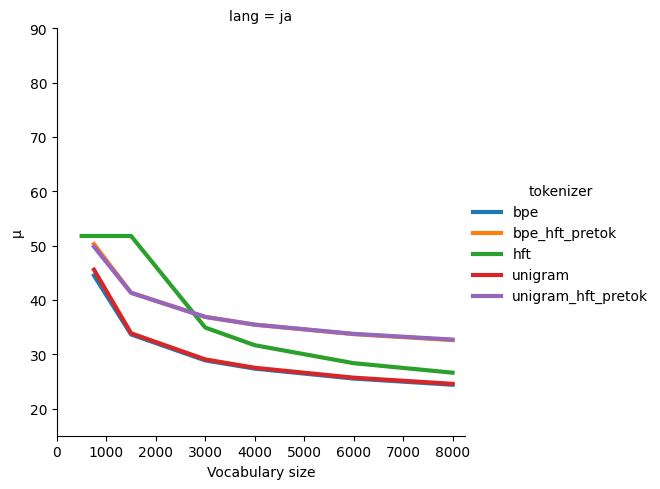 lang = ja
90
80
70
60
50
40
30
20
μ
0
1000
2000
3000
4000
5000
6000
7000
8000
Vocabulary size
tokenizer
bpe
bpe_hft_pretok
hft
unigram
unigram_hft_pretok